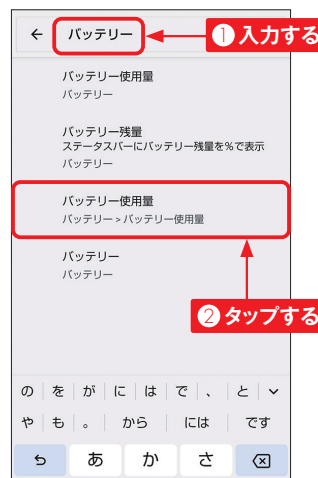 ← バッテリー ① 入力する
バッテリー使用量
バッテリー
バッテリー残量
ステータスバーにバッテリー残量を%で表示
バッテリー
バッテリー使用量
バッテリー > バッテリー使用量
バッテリー
バッテリー
② タップする
の を が に は で 、 と
や も 。 から には です
あ か さ